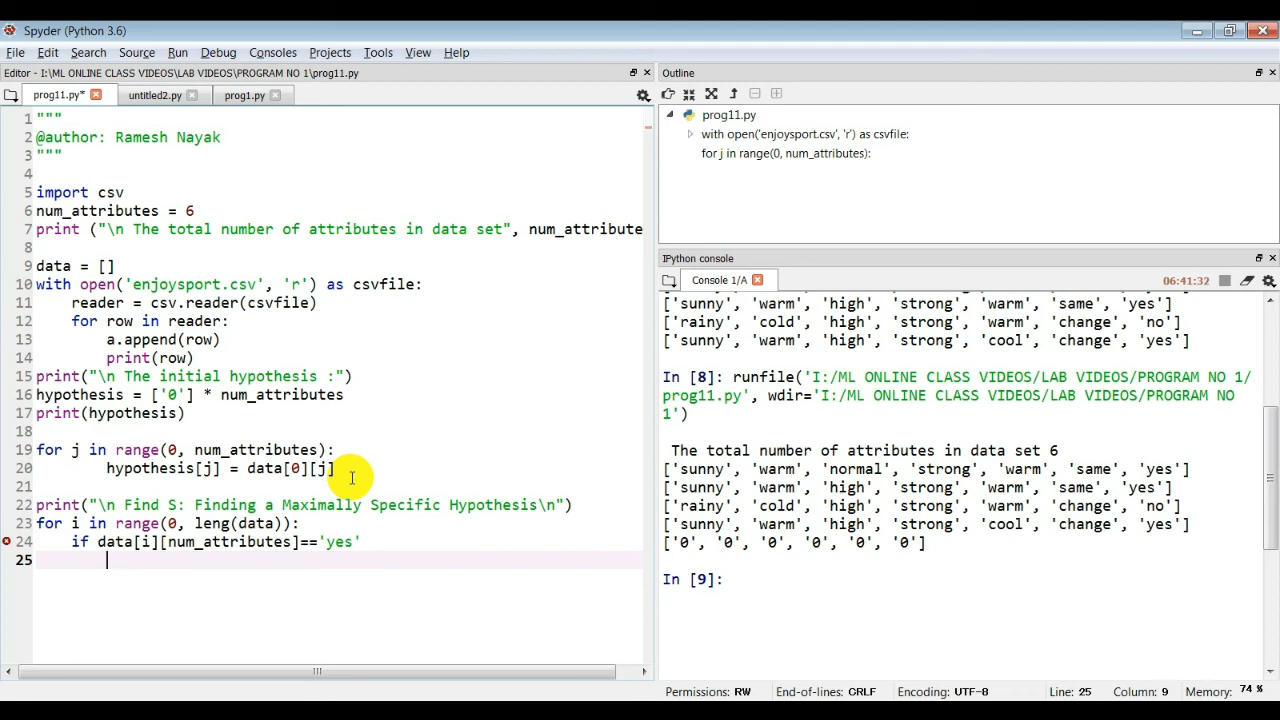 Spyder (Python 3.6)
File Edit Search Source Run Debug Consoles Projects Tools View Help
Editor - I:\ML ONLINE CLASS VIDEOS\LAB VIDEOS\PROGRAM NO 1\prog11.py
prog11.py* untitled2.py prog1.py
1 """
2 @author: Ramesh Nayak
3 """
4
5 import csv
6 num_attributes = 6
7 print ("\n The total number of attributes in data set", num_attribute
8
9 data = []
10 with open('enjoysport.csv', 'r') as csvfile:
11 reader = csv.reader(csvfile)
12 for row in reader:
13 a.append(row)
14 print(row)
15 print("\n The initial hypothesis :")
16 hypothesis = ['0'] * num_attributes
17 print(hypothesis)
18
19 for j in range(0, num_attributes):
20 hypothesis[j] = data[0][j]
21
22 print("\n Find S: Finding a Maximally Specific Hypothesis\n")
23 for i in range(0, leng(data)):
24 if data[i][num_attributes]=='yes'
25
Outline
prog11.py
with open('enjoysport.csv', 'r') as csvfile:
for j in range(0, num_attributes):
IPython console
Console 1/A 06:41:32
['sunny', 'warm', 'high', 'strong', 'warm', 'same', 'yes']
['rainy', 'cold', 'high', 'strong', 'warm', 'change', 'no']
['sunny', 'warm', 'high', 'strong', 'cool', 'change', 'yes']
In [8]: runfile('I:/ML ONLINE CLASS VIDEOS/LAB VIDEOS/PROGRAM NO 1/
prog11.py', wdir='I:/ML ONLINE CLASS VIDEOS/LAB VIDEOS/PROGRAM NO
1')
The total number of attributes in data set 6
['sunny', 'warm', 'normal', 'strong', 'warm', 'same', 'yes']
['sunny', 'warm', 'high', 'strong', 'warm', 'same', 'yes']
['rainy', 'cold', 'high', 'strong', 'warm', 'change', 'no']
['sunny', 'warm', 'high', 'strong', 'cool', 'change', 'yes']
['0', '0', '0', '0', '0', '0']
In [9]:
Permissions: RW End-of-lines: CRLF Encoding: UTF-8 Line: 25 Column: 9 Memory: 74 %